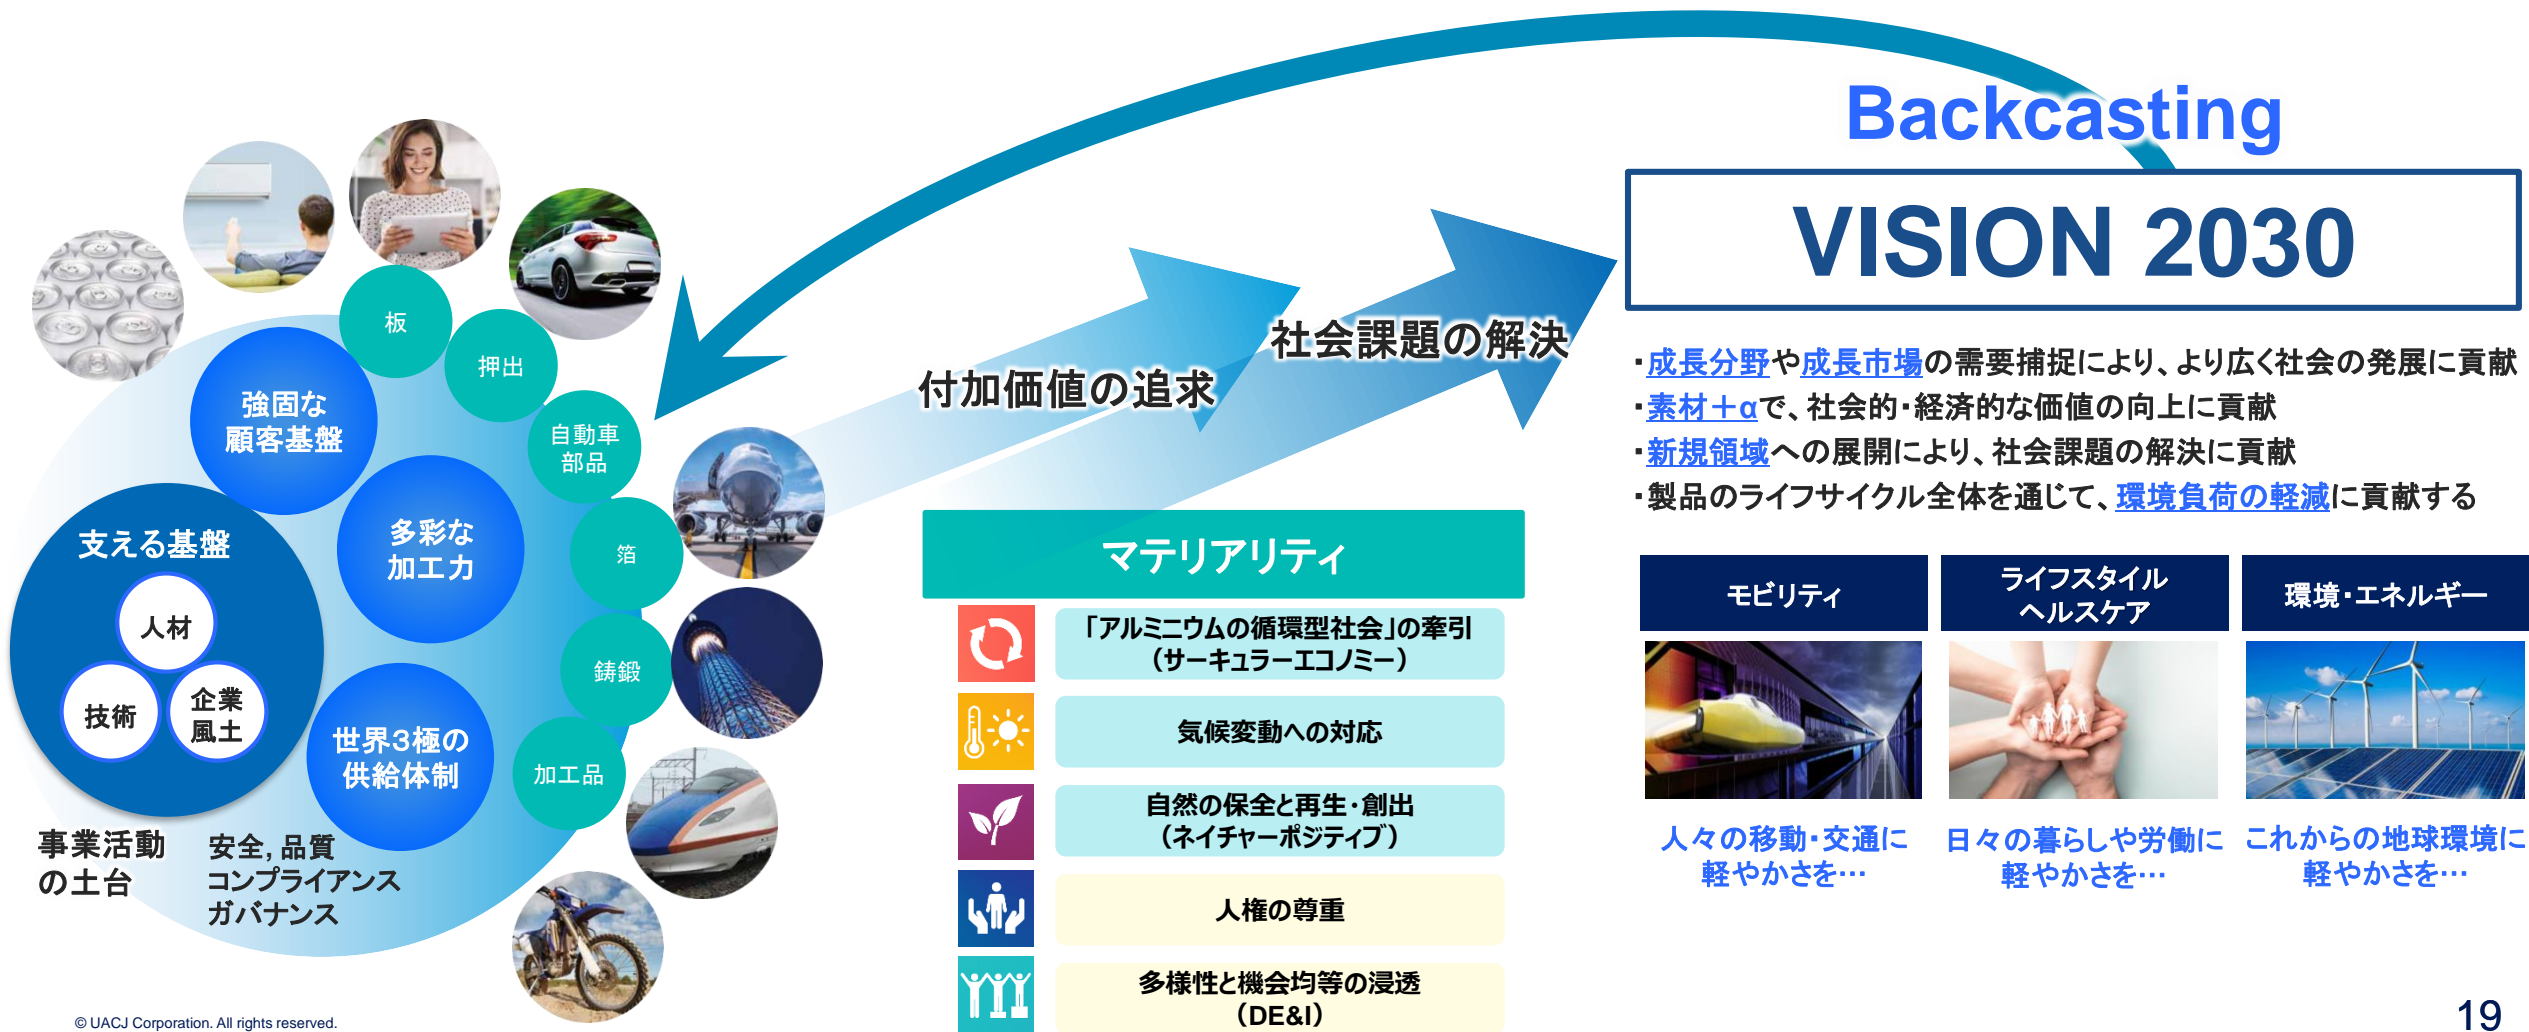 Backcasting
VISION 2030
・成長分野や成長市場の需要捕捉により、より広く社会の発展に貢献
・素材＋αで、社会的・経済的な価値の向上に貢献
・新規領域への展開により、社会課題の解決に貢献
・製品のライフサイクル全体を通じて、環境負荷の軽減に貢献する
モビリティ
ライフスタイル
ヘルスケア
環境・エネルギー
人々の移動・交通に
軽やかさを…
日々の暮らしや労働に
軽やかさを…
これからの地球環境に
軽やかさを…
社会課題の解決
付加価値の追求
マテリアリティ
「アルミニウムの循環型社会」の牽引
（サーキュラーエコノミー）
気候変動への対応
自然の保全と再生・創出
（ネイチャーポジティブ）
人権の尊重
多様性と機会均等の浸透
（DE&I）
板
押出
自動車
部品
箔
鋳鍛
加工品
強固な
顧客基盤
多彩な
加工力
世界3極の
供給体制
支える基盤
人材
技術
企業
風土
事業活動
の土台
安全，品質
コンプライアンス
ガバナンス
© UACJ Corporation. All rights reserved.
19